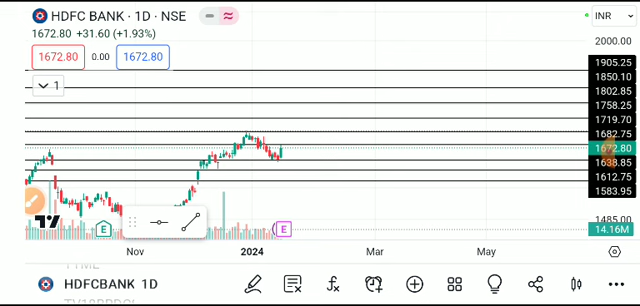 HDFC BANK · 1D · NSE
INR
1672.80 +31.60 (+1.93%)
2000.00
1672.80
0.00
1672.80
1905.25
1850.10
1
1802.85
1758.25
1719.70
1682.75
1672.80
1638.85
1612.75
1583.95
1485.00
E
E
14.16M
Nov
2024
Mar
May
HDFCBANK 1D